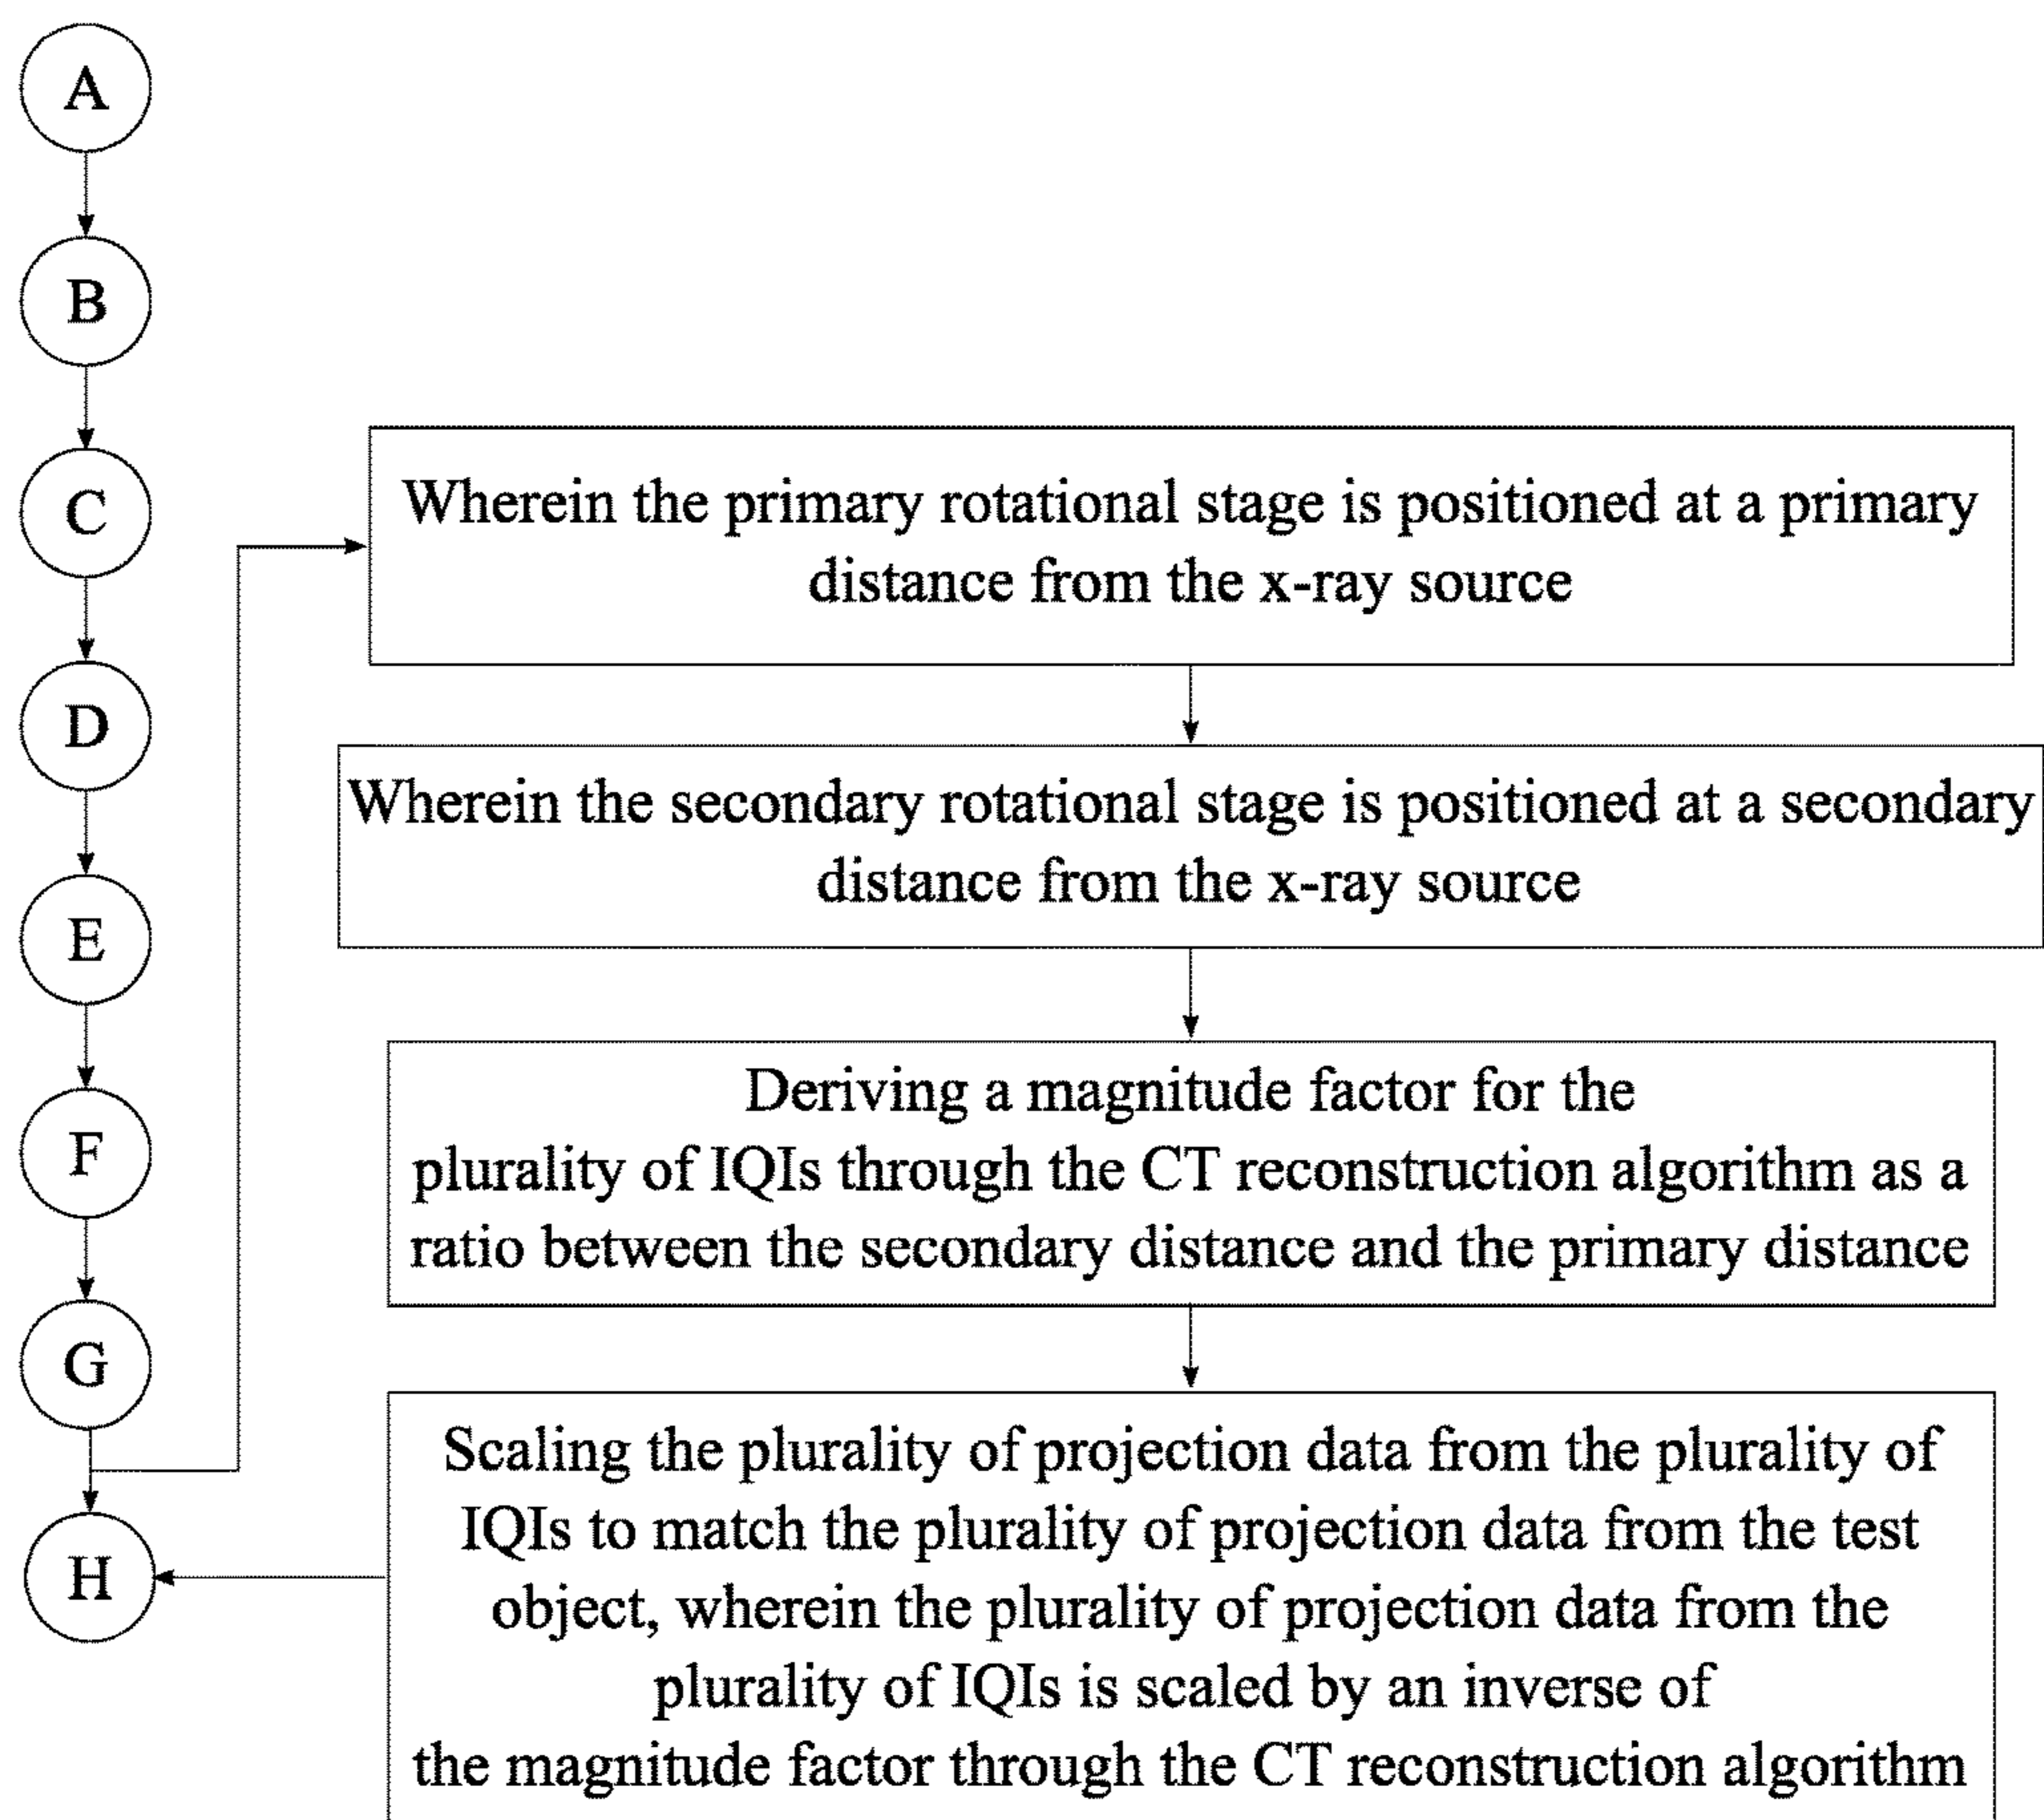 A
B
C
D
E
F
G
H
Wherein the primary rotational stage is positioned at a primary
distance from the x-ray source
Wherein the secondary rotational stage is positioned at a secondary
distance from the x-ray source
Deriving a magnitude factor for the
plurality of IQIs through the CT reconstruction algorithm as a
ratio between the secondary distance and the primary distance
Scaling the plurality of projection data from the plurality of
IQIs to match the plurality of projection data from the test
object, wherein the plurality of projection data from the
plurality of IQIs is scaled by an inverse of
the magnitude factor through the CT reconstruction algorithm